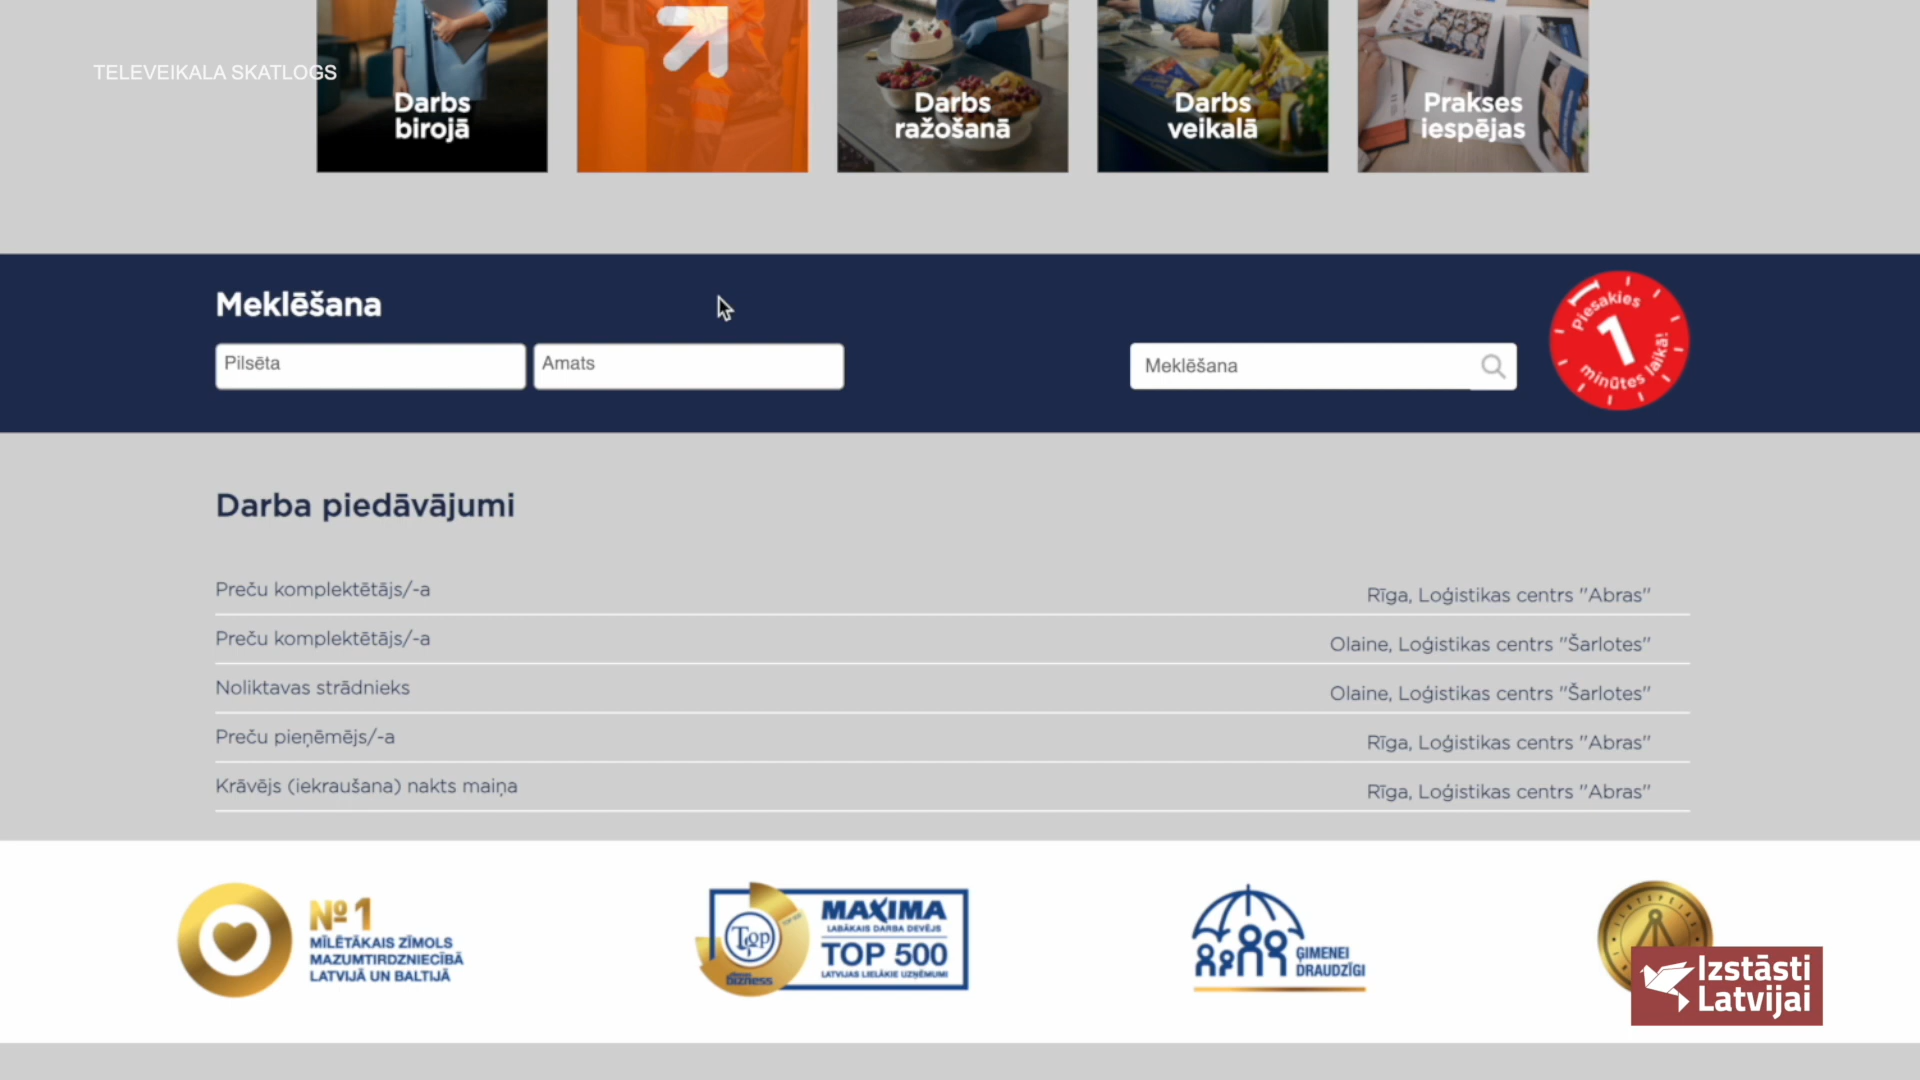 TELEVEIKALA SKATLOGS
Darbs
birojā
Darbs
ražošanā
Darbs
veikalā
Prakses
iespējas
Meklēšana
Pilsēta
Amats
Meklēšana
Piesakies
1
minūtes laikā!
Darba piedāvājumi
Preču komplektētājs/-a
Rīga, Loģistikas centrs "Abras"
Preču komplektētājs/-a
Olaine, Loģistikas centrs "Šarlotes"
Noliktavas strādnieks
Olaine, Loģistikas centrs "Šarlotes"
Preču pieņēmējs/-a
Rīga, Loģistikas centrs "Abras"
Krāvējs (iekraušana) nakts maiņa
Rīga, Loģistikas centrs "Abras"
№ 1
MĪLĒTĀKAIS ZĪMOLS
MAZUMTIRDZNIECĪBĀ
LATVIJĀ UN BALTIJĀ
Top
bizness
MAXIMA
LABĀKAIS DARBA DEVĒJS
TOP 500
LATVIJAS LIELĀKIE UZŅĒMUMI
ĢIMENEI
DRAUDZĪGI
Izstāsti
Latvijai